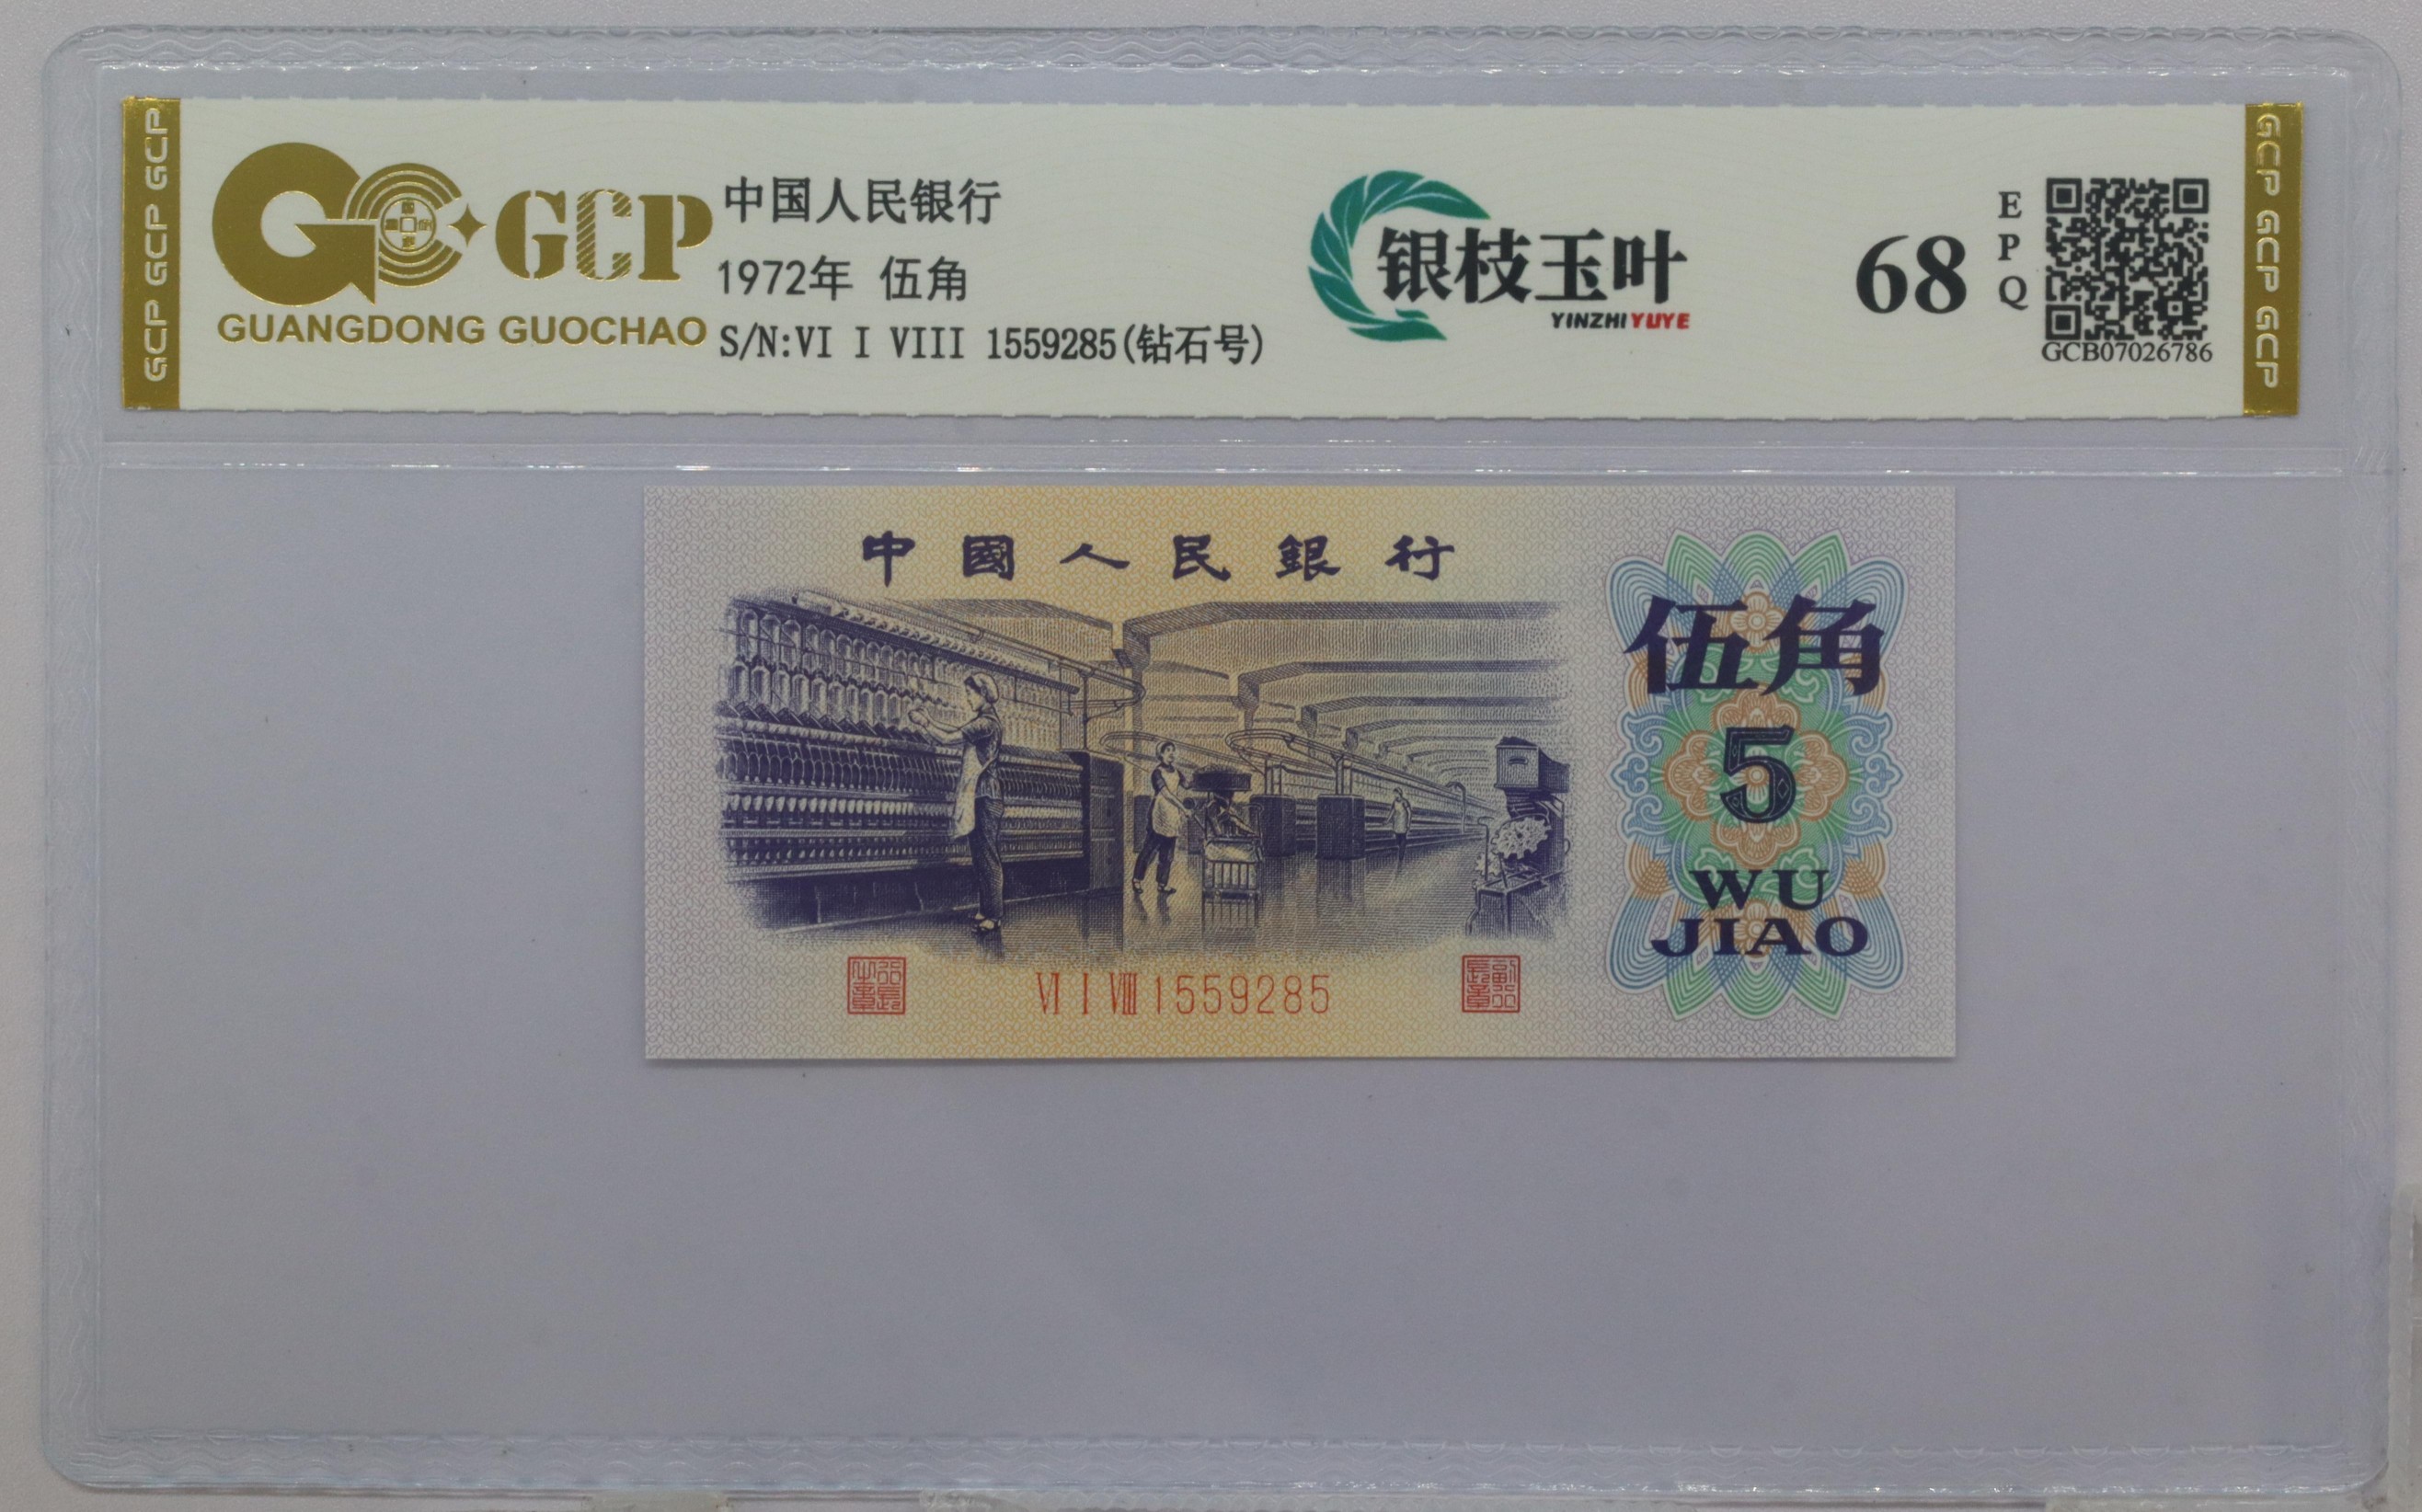 GCP GCP GCP
GCP
GUANGDONG GUOCHAO
中国人民银行
1972年 伍角
S/N:VI I VIII 1559285(钻石号)
银枝玉叶
YINZHIYUYE
68
EPQ
GCB07026786
GCP GCP GCP
中國人民銀行
伍角
5
WU
JIAO
VI I VIII 1559285